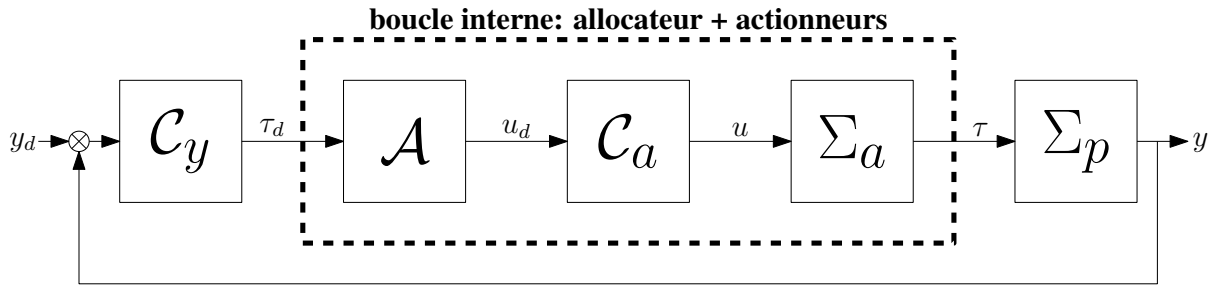 boucle interne: allocateur + actionneurs
y_d C_y τ_d A u_d C_a u Σ_a τ Σ_p y